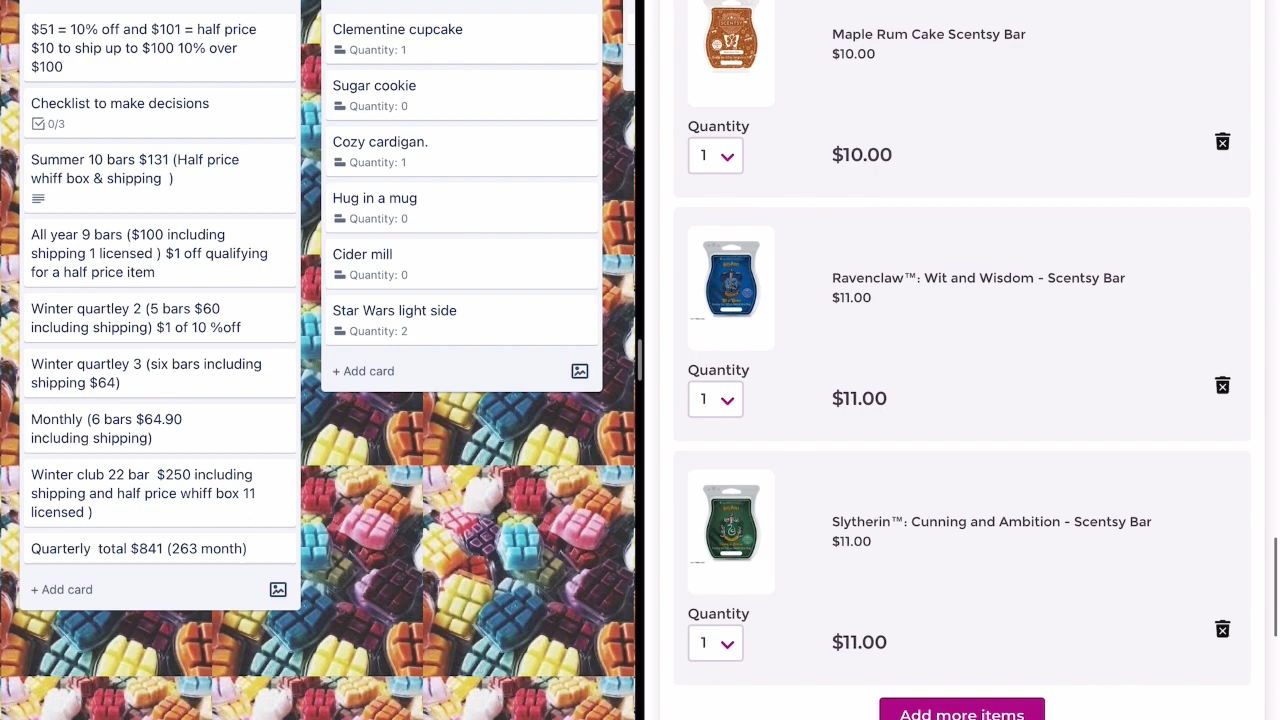 = 10% off and $101 = half price
$10 to ship up to $100 10% over
100
Checklist to make decisions
0/3
Summer 10 bars $131 (Half price
whiff box & shipping )
All year 9 bars ($100 including
shipping 1 licensed ) $1 off qualifying
for a half price item
Winter quarterly 2 (5 bars $60
including shipping) $1 of 10 %off
Winter quartley 3 (six bars including
shipping $64)
Monthly (6 bars $64.90
including shipping)
Winter club 22 bar $250 including
Shipping and half price whiff box 11
licensed )
Quarterly total $841 (263 month)
+ Add card
Clementine cupcake
Quantity: 1
Sugar cookie
Quantity: 0
Cozy cardigan.
Quantity: 1
Hug in a mug
Quantity: 0
Cider mill
Quantity: 0
Star Wars light side
Quantity: 2
+ Add card
SCENTSY
Maple Rum Cake Scentsy Bar
$10.00
Quantity
1
$10.00
Ravenclaw™: Wit and Wisdom - Scentsy Bar
$11.00
Quantity
1
$11.00
Slytherin™: Cunning and Ambition - Scentsy Bar
$11.00
Quantity
1
$11.00
Add more items